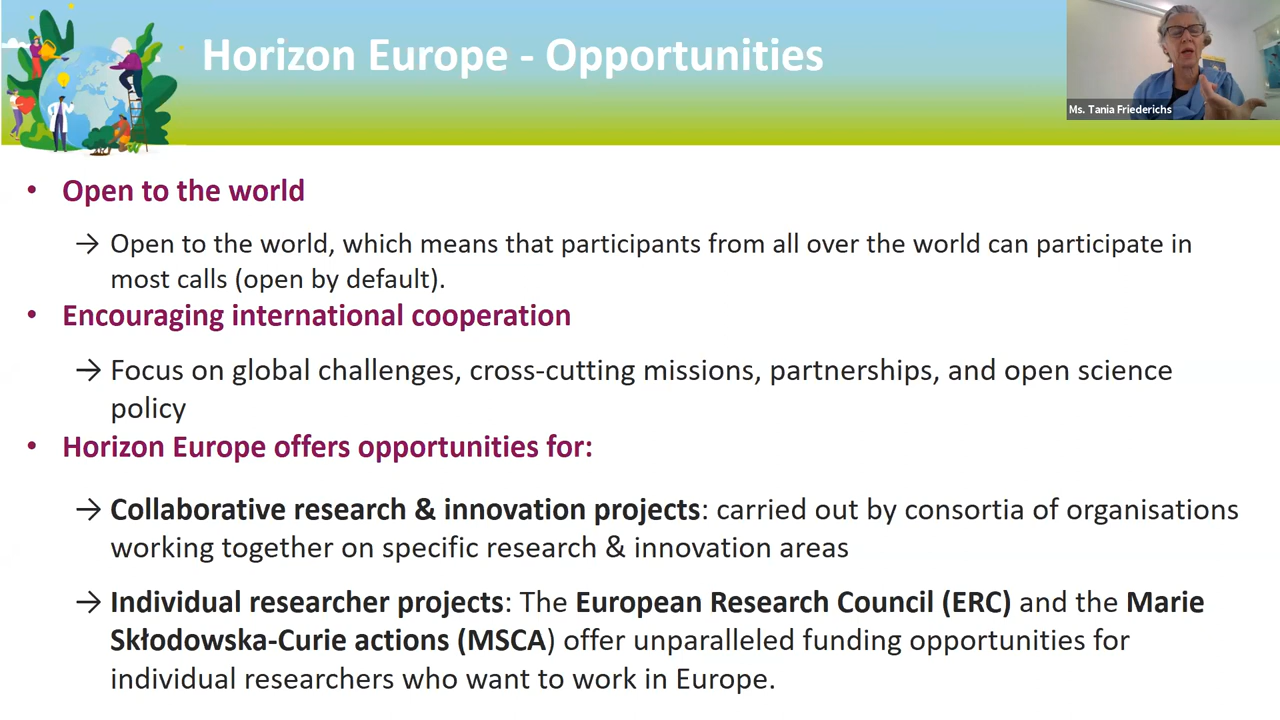 Horizon Europe - Opportunities
Ms. Tania Friederichs
• Open to the world
→ Open to the world, which means that participants from all over the world can participate in
most calls (open by default).
• Encouraging international cooperation
→ Focus on global challenges, cross-cutting missions, partnerships, and open science
policy
• Horizon Europe offers opportunities for:
→ Collaborative research & innovation projects: carried out by consortia of organisations
working together on specific research & innovation areas
→ Individual researcher projects: The European Research Council (ERC) and the Marie
Skłodowska-Curie actions (MSCA) offer unparalleled funding opportunities for
individual researchers who want to work in Europe.